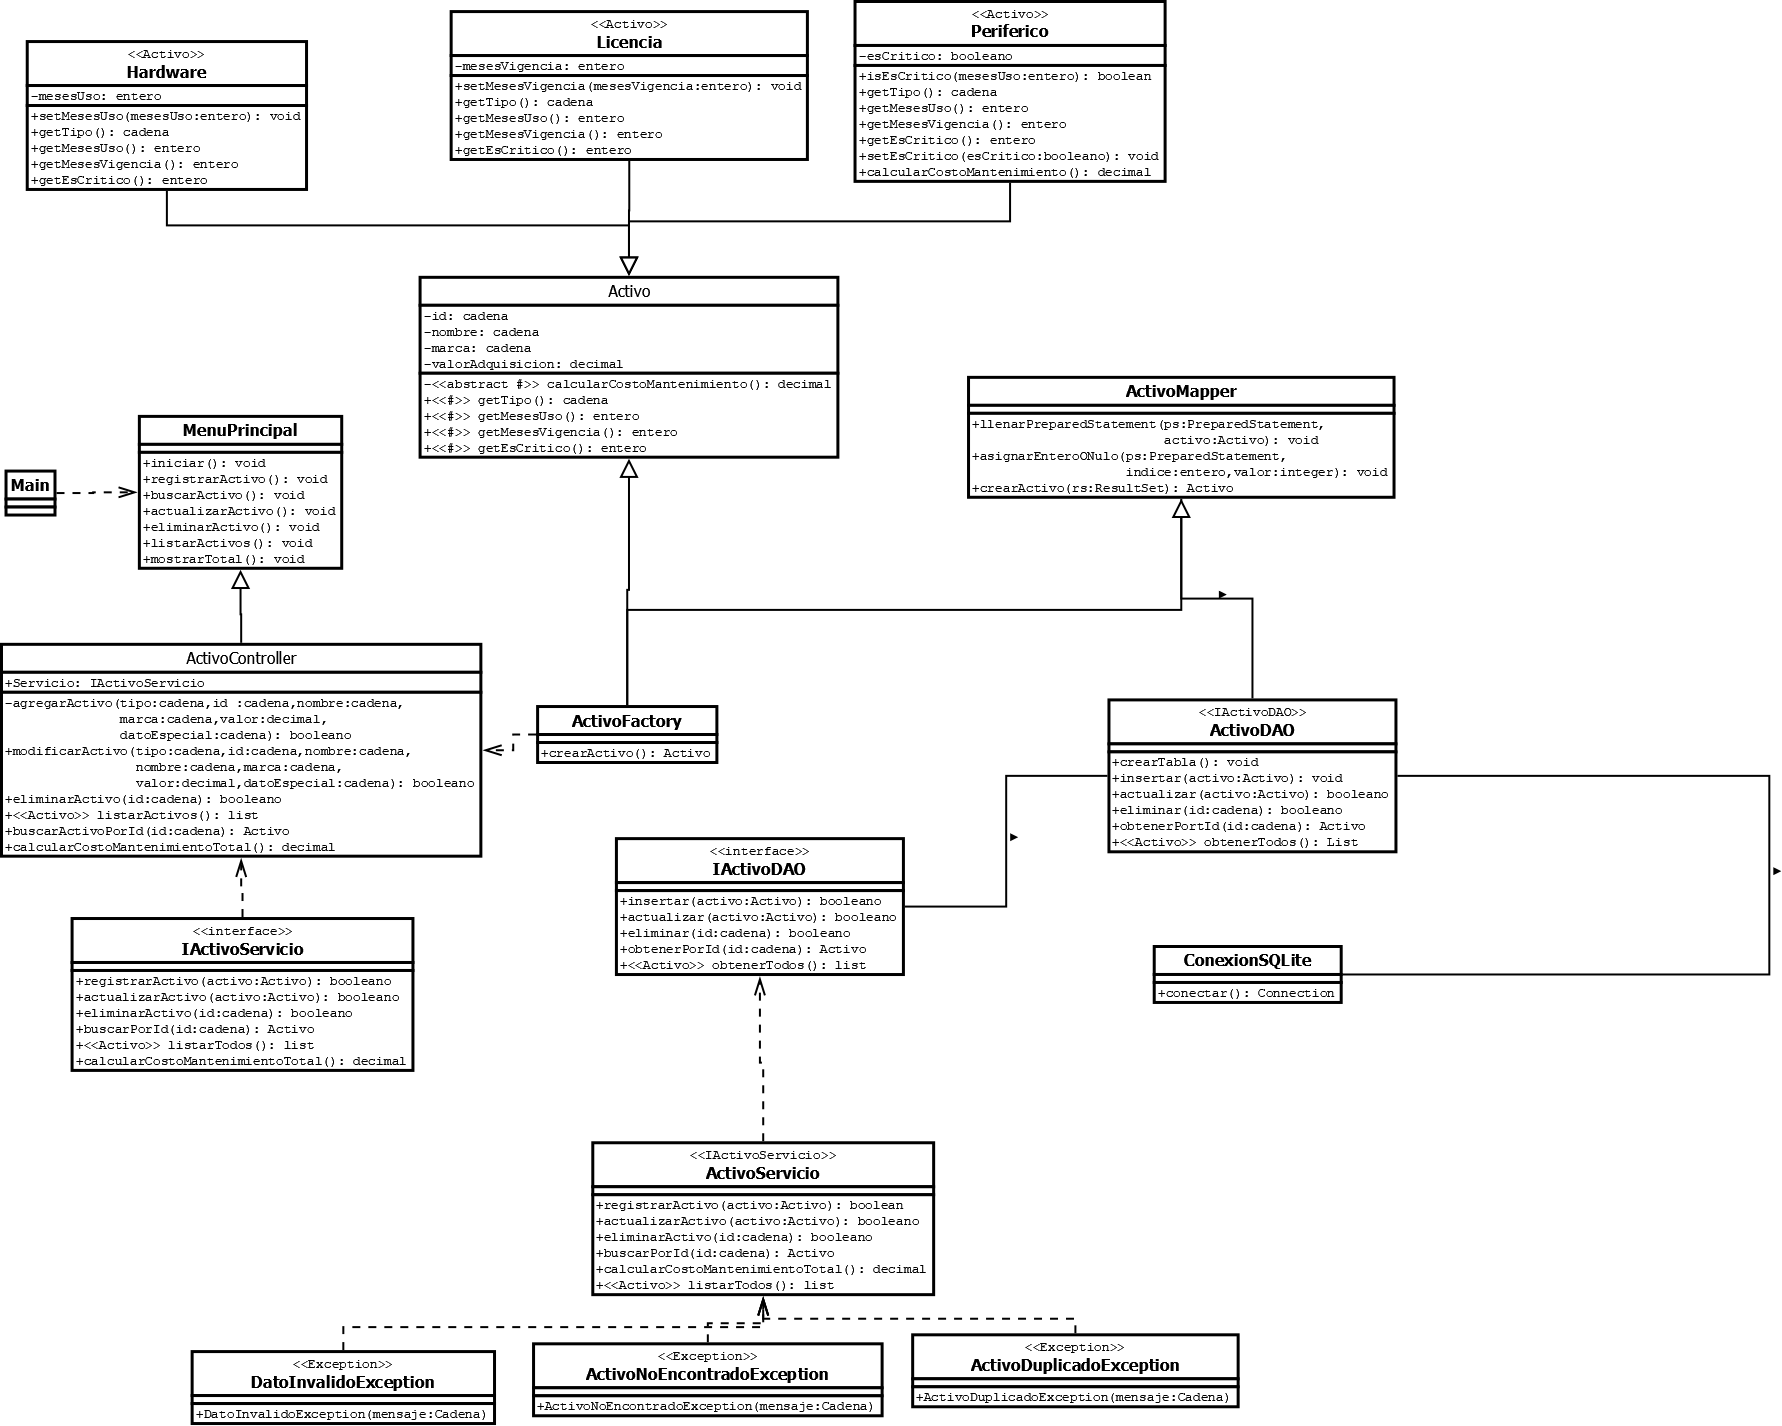 <<Activo>>
Hardware
-mesesUso: entero
+setMesesUso(mesesUso:entero): void
+getTipo(): cadena
+getMesesUso(): entero
+getMesesVigencia(): entero
+getEsCritico(): entero
<<Activo>>
Licencia
-mesesVigencia: entero
+setMesesVigencia(mesesVigencia:entero): void
+getTipo(): cadena
+getMesesUso(): entero
+getMesesVigencia(): entero
+getEsCritico(): entero
<<Activo>>
Periferico
-esCritico: booleano
+isEsCritico(mesesUso:entero): boolean
+getTipo(): cadena
+getMesesUso(): entero
+getMesesVigencia(): entero
+getEsCritico(): entero
+setEsCritico(esCritico:booleano): void
+calcularCostoMantenimiento(): decimal
Activo
-id: cadena
-nombre: cadena
-marca: cadena
-valorAdquisicion: decimal
-<<abstract #>> calcularCostoMantenimiento(): decimal
+<<#>> getTipo(): cadena
+<<#>> getMesesUso(): entero
+<<#>> getMesesVigencia(): entero
+<<#>> getEsCritico(): entero
ActivoMapper
+llenarPreparedStatement(ps:PreparedStatement,
activo:Activo): void
+asignarEnteroONulo(ps:PreparedStatement,
indice:entero,valor:integer): void
+crearActivo(rs:ResultSet): Activo
Main
MenuPrincipal
+iniciar(): void
+registrarActivo(): void
+buscarActivo(): void
+actualizarActivo(): void
+eliminarActivo(): void
+listarActivos(): void
+mostrarTotal(): void
ActivoController
+Servicio: IActivoServicio
-agregarActivo(tipo:cadena,id :cadena,nombre:cadena,
marca:cadena,valor:decimal,
datoEspecial:cadena): booleano
+modificarActivo(tipo:cadena,id:cadena,nombre:cadena,
nombre:cadena,marca:cadena,
valor:decimal,datoEspecial:cadena): booleano
+eliminarActivo(id:cadena): booleano
+<<Activo>> listarActivos(): list
+buscarActivoPorId(id:cadena): Activo
+calcularCostoMantenimientoTotal(): decimal
ActivoFactory
+crearActivo(): Activo
<<IActivoDAO>>
ActivoDAO
+crearTabla(): void
+insertar(activo:Activo): void
+actualizar(activo:Activo): booleano
+eliminar(id:cadena): booleano
+obtenerPortId(id:cadena): Activo
+<<Activo>> obtenerTodos(): List
<<interface>>
IActivoDAO
+insertar(activo:Activo): booleano
+actualizar(activo:Activo): booleano
+eliminar(id:cadena): booleano
+obtenerPorId(id:cadena): Activo
+<<Activo>> obtenerTodos(): list
<<interface>>
IActivoServicio
+registrarActivo(activo:Activo): booleano
+actualizarActivo(activo:Activo): booleano
+eliminarActivo(id:cadena): booleano
+buscarPorId(id:cadena): Activo
+<<Activo>> listarTodos(): list
+calcularCostoMantenimientoTotal(): decimal
ConexionSQLite
+conectar(): Connection
<<IActivoServicio>>
ActivoServicio
+registrarActivo(activo:Activo): boolean
+actualizarActivo(activo:Activo): booleano
+eliminarActivo(id:cadena): booleano
+buscarPorId(id:cadena): Activo
+calcularCostoMantenimientoTotal(): decimal
+<<Activo>> listarTodos(): list
<<Exception>>
DatoInvalidoException
+DatoInvalidoException(mensaje:Cadena)
<<Exception>>
ActivoNoEncontradoException
+ActivoNoEncontradoException(mensaje:Cadena)
<<Exception>>
ActivoDuplicadoException
+ActivoDuplicadoException(mensaje:Cadena)